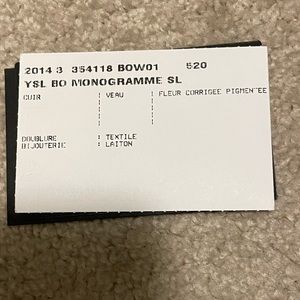 2014 3 354118 BOW01 520
YSL BO MONOGRAMME SL
CUIR : VEAU : FLEUR CORRIGEE PIGMENTEE
DOUBLURE : TEXTILE
BIJOUTERIE : LAITON